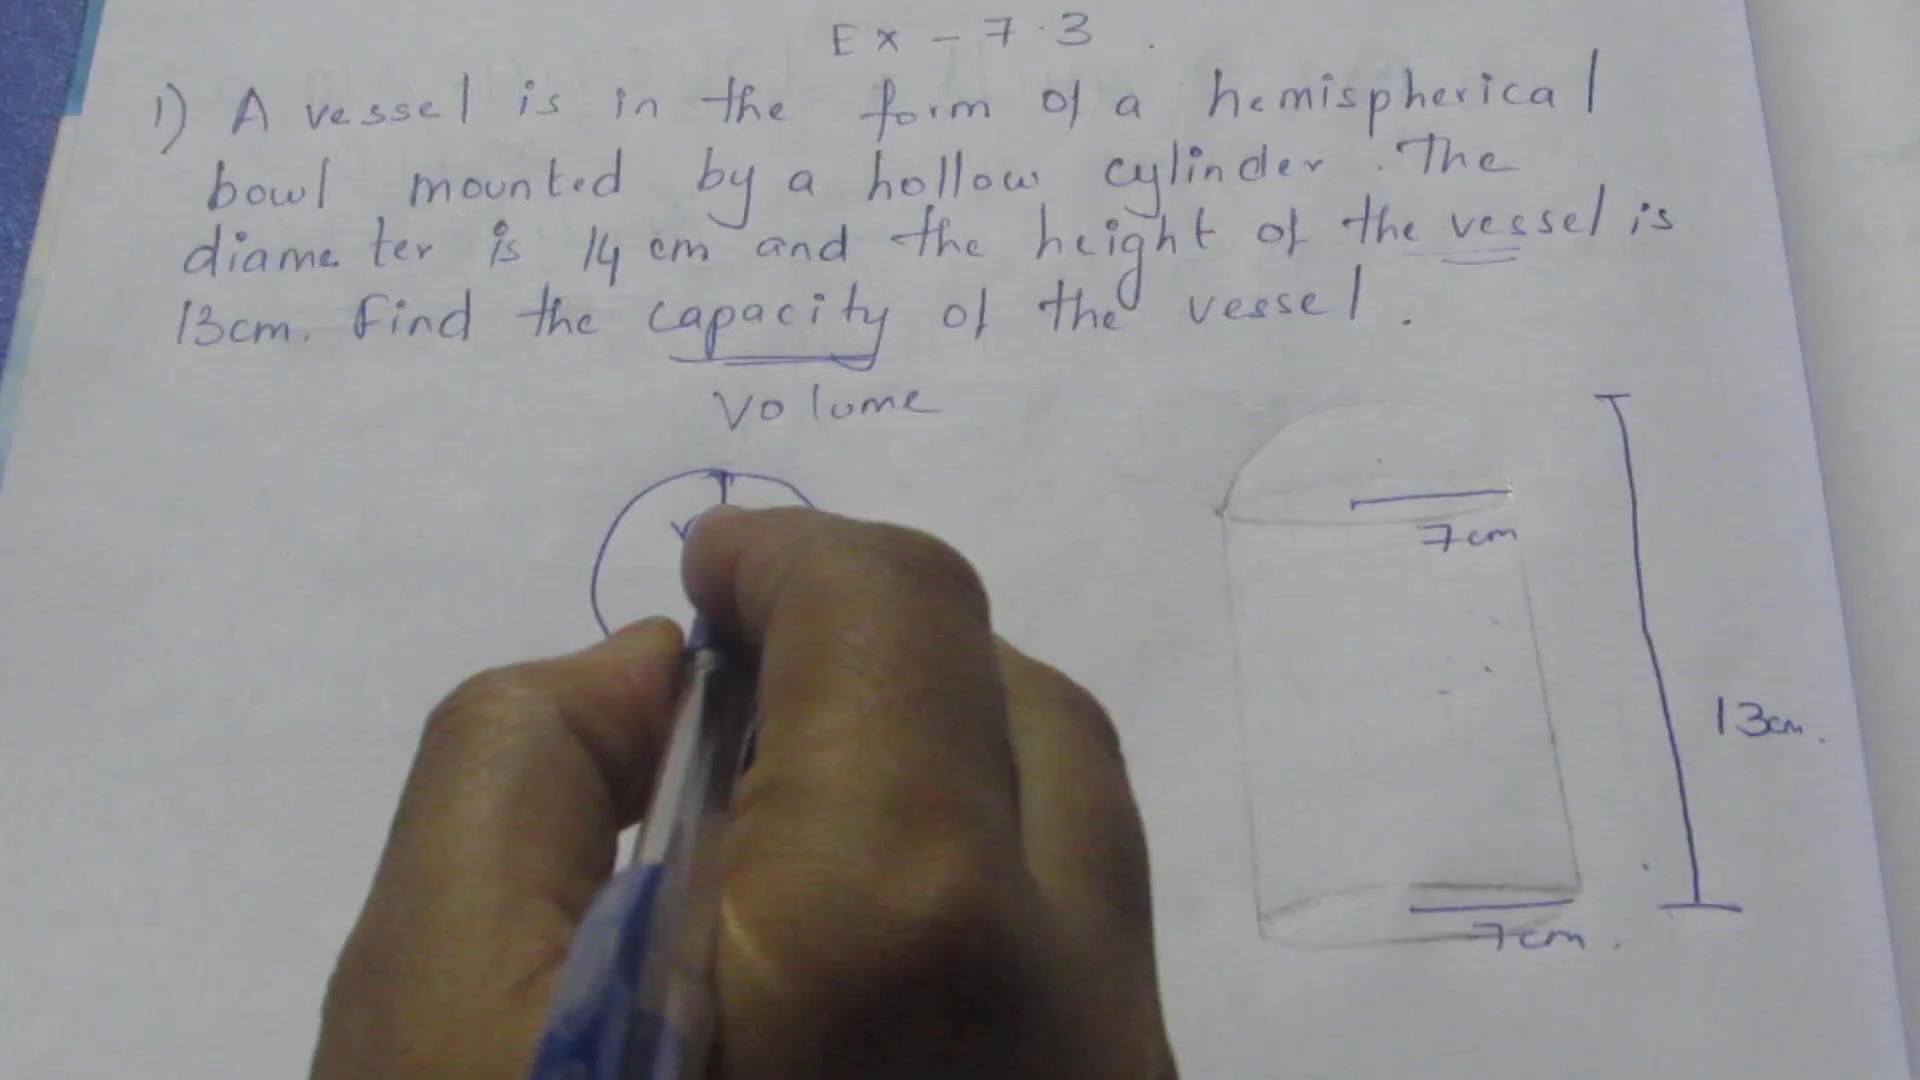 Ex - 7.3
1) A vessel is in the form of a hemispherical
bowl mounted by a hollow cylinder. The
diameter is 14 cm and the height of the vessel is
13cm. Find the capacity of the vessel.
Volume
r
7cm
13cm.
7cm.